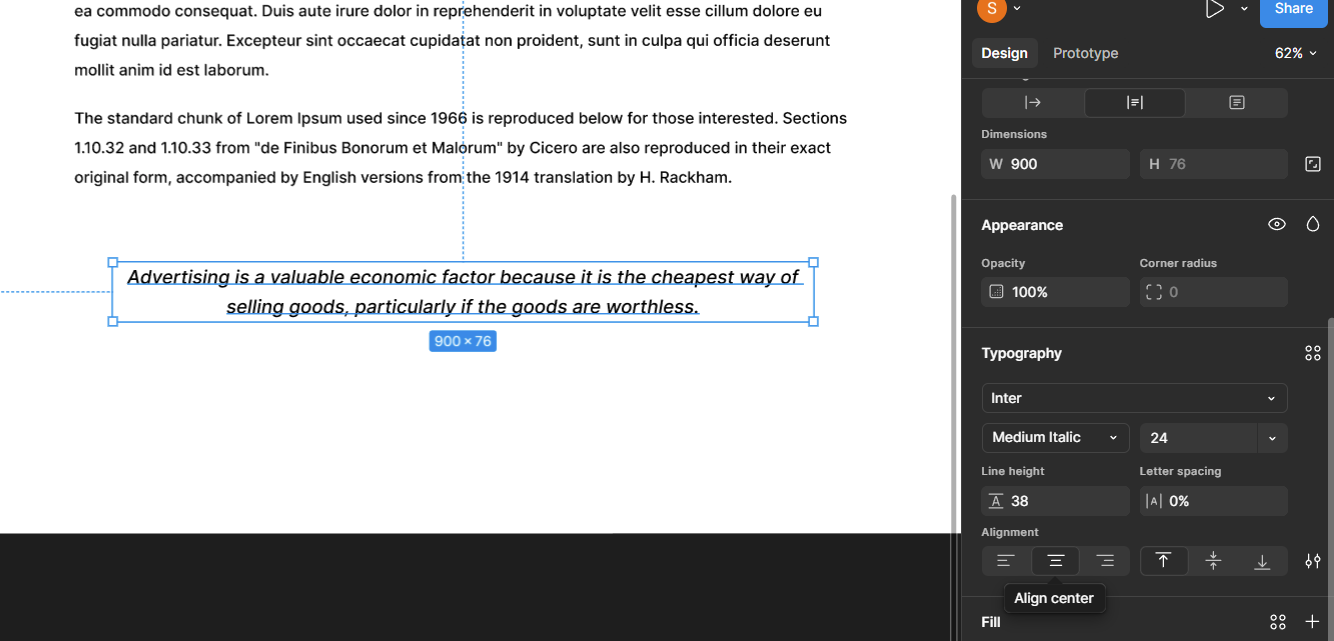 ea commodo consequat. Duis aute irure dolor in reprehenderit in voluptate velit esse cillum dolore eu
fugiat nulla pariatur. Excepteur sint occaecat cupidatat non proident, sunt in culpa qui officia deserunt
mollit anim id est laborum.
The standard chunk of Lorem Ipsum used since 1966 is reproduced below for those interested. Sections
1.10.32 and 1.10.33 from "de Finibus Bonorum et Malorum" by Cicero are also reproduced in their exact
original form, accompanied by English versions from the 1914 translation by H. Rackham.
Advertising is a valuable economic factor because it is the cheapest way of
selling goods, particularly if the goods are worthless.
900 × 76
S
Share
Design Prototype 62%
Dimensions
W 900 H 76
Appearance
Opacity Corner radius
100% 0
Typography
Inter
Medium Italic 24
Line height Letter spacing
A 38 |A| 0%
Alignment
Align center
Fill